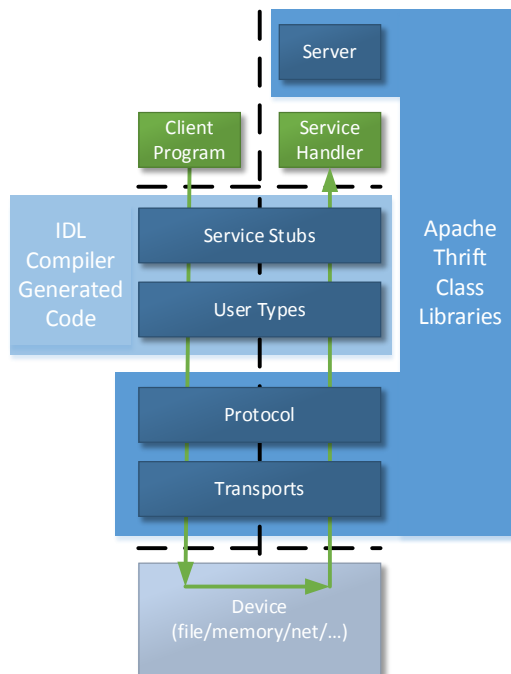 Server
Client
Program
Service
Handler
IDL
Compiler
Generated
Code
Service Stubs
User Types
Apache
Thrift
Class
Libraries
Protocol
Transports
Device
(file/memory/net/...)